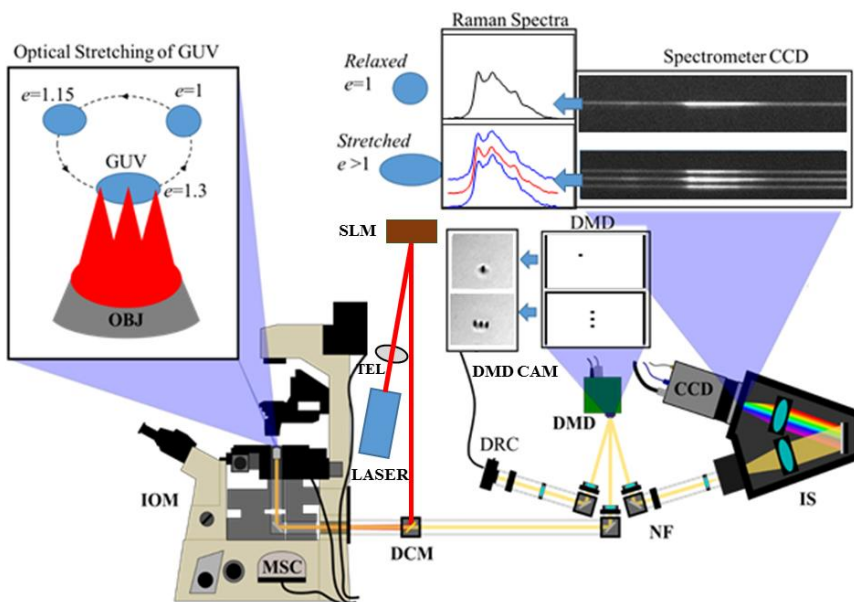 Optical Stretching of GUV
e=1.15
e=1
GUV
e=1.3
OBJ
Raman Spectra
Relaxed
e=1
Stretched
e >1
Spectrometer CCD
SLM
DMD
TEL
DMD CAM
LASER
DMD
CCD
DRC
IOM
IS
NF
DCM
MSC